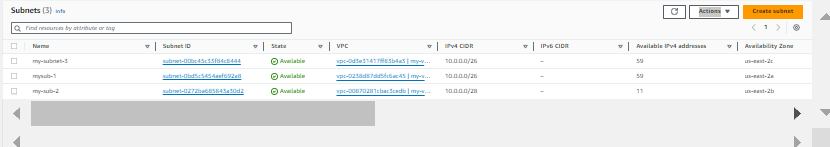 Subnets (3) Info
Actions
Create subnet
Find resources by attribute or tag
1
Name Subnet ID State VPC IPv4 CIDR IPv6 CIDR Available IPv4 addresses Availability Zone
my-subnet-3 subnet-00bc45c33f84c8444 Available vpc-0d3e31417ff83b4a3 | my-v... 10.0.0.0/26 – 59 us-east-2c
mysub-1 subnet-0bd5c5454aef692a8 Available vpc-0238d87dd5fc6ac45 | my-v... 10.0.0.0/26 – 59 us-east-2a
my-sub-2 subnet-0272ba685843a30d2 Available vpc-00870281cbac3cedb | my-v... 10.0.0.0/28 – 11 us-east-2b